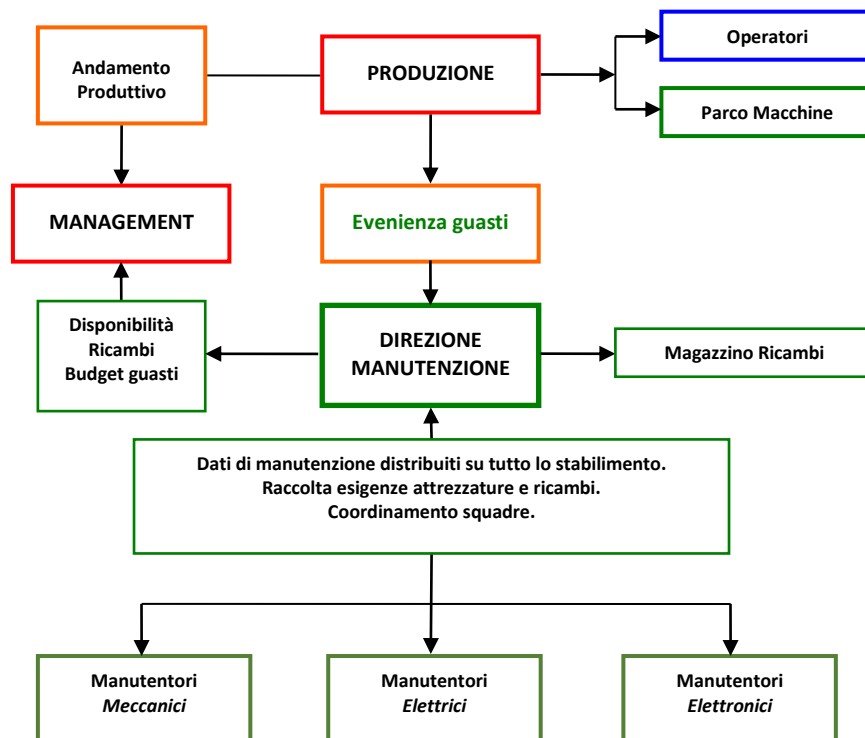 Andamento
Produttivo
PRODUZIONE
Operatori
Parco Macchine
MANAGEMENT
Evenienza guasti
Disponibilità
Ricambi
Budget guasti
DIREZIONE
MANUTENZIONE
Magazzino Ricambi
Dati di manutenzione distribuiti su tutto lo stabilimento.
Raccolta esigenze attrezzature e ricambi.
Coordinamento squadre.
Manutentori
Meccanici
Manutentori
Elettrici
Manutentori
Elettronici